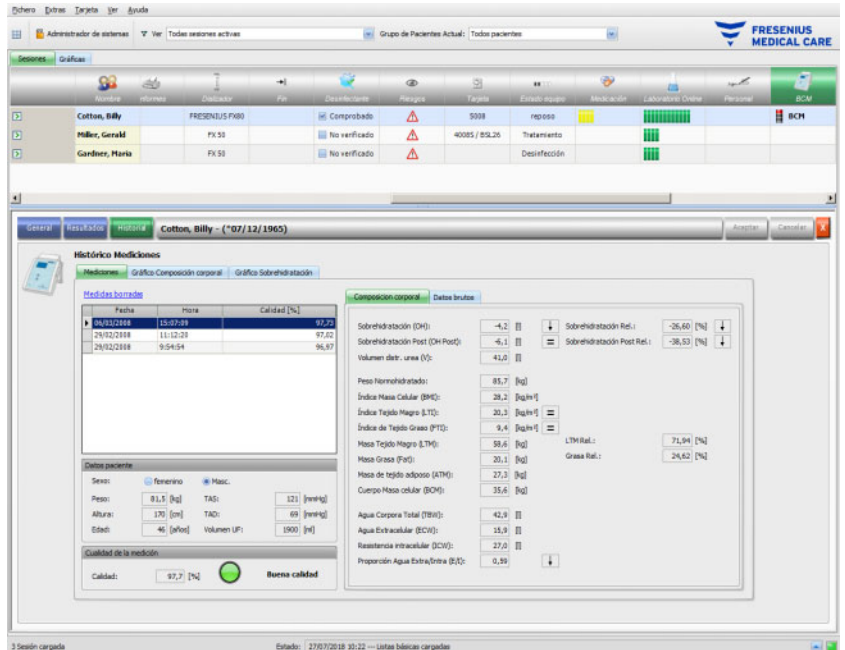 Fichero Extras Tarjeta Ver Ayuda
Administrador de sistemas Ver Todas sesiones activas Grupo de Pacientes Actual: Todos pacientes
FRESENIUS
MEDICAL CARE
Sesiones Gráficas
Nombre Informes Dializador Fin Desinfectante Riesgos Tarjeta Estado equipo Medicación Laboratorio Online Personal BCM
Cotton, Billy FRESENIUS FX80 Comprobado 5008 reposo BCM
Miller, Gerald FX 50 No verificado 4008S / BSL26 Tratamiento
Gardner, Maria FX 50 No verificado Desinfección
General Resultados Historial Cotton, Billy - (*07/12/1965) Aceptar Cancelar X
Histórico Mediciones
Mediciones Gráfico Composición corporal Gráfico Sobrehidratación
Medidas borradas
Fecha Hora Calidad [%]
06/03/2008 15:07:09 97,73
29/02/2008 11:12:20 97,02
29/02/2008 9:54:54 96,97
Datos paciente
Sexo: femenino Masc.
Peso: 81,5 [kg] TAS: 121 [mmHg]
Altura: 170 [cm] TAD: 69 [mmHg]
Edad: 46 [años] Volumen UF: 1900 [ml]
Cualidad de la medición
Calidad: 97,7 [%] Buena calidad
Composicion corporal Datos brutos
Sobrehidratación (OH): -4,2 [l] Sobrehidratación Rel.: -26,60 [%]
Sobrehidratación Post (OH Post): -6,1 [l] = Sobrehidratación Post Rel.: -38,53 [%]
Volumen distr. urea (V): 41,0 [l]
Peso Normohidratado: 85,7 [kg]
Índice Masa Celular (BMI): 28,2 [kg/m²]
Índice Tejido Magro (LTI): 20,3 [kg/m²] =
Índice de Tejido Graso (FTI): 9,4 [kg/m²] =
Masa Tejido Magro (LTM): 58,6 [kg] LTM Rel.: 71,94 [%]
Masa Grasa (Fat): 20,1 [kg] Grasa Rel.: 24,62 [%]
Masa de tejido adiposo (ATM): 27,3 [kg]
Cuerpo Masa celular (BCM): 35,6 [kg]
Agua Corpora Total (TBW): 42,9 [l]
Agua Extracelular (ECW): 15,9 [l]
Resistencia intracelular (ICW): 27,0 [l]
Proporción Agua Extra/Intra (E/I): 0,59
3 Sesión cargada Estado: 27/07/2018 10:22 --- Listas básicas cargadas